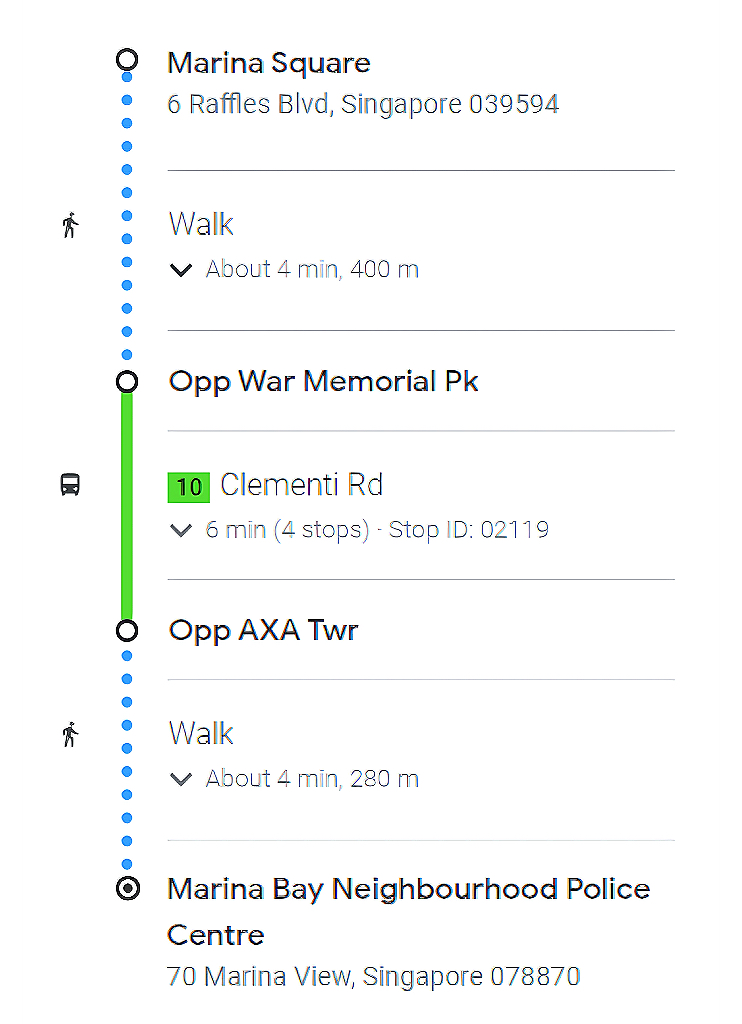 Marina Square
6 Raffles Blvd, Singapore 039594
Walk
About 4 min, 400 m
Opp War Memorial Pk
10 Clementi Rd
6 min (4 stops) · Stop ID: 02119
Opp AXA Twr
Walk
About 4 min, 280 m
Marina Bay Neighbourhood Police
Centre
70 Marina View, Singapore 078870